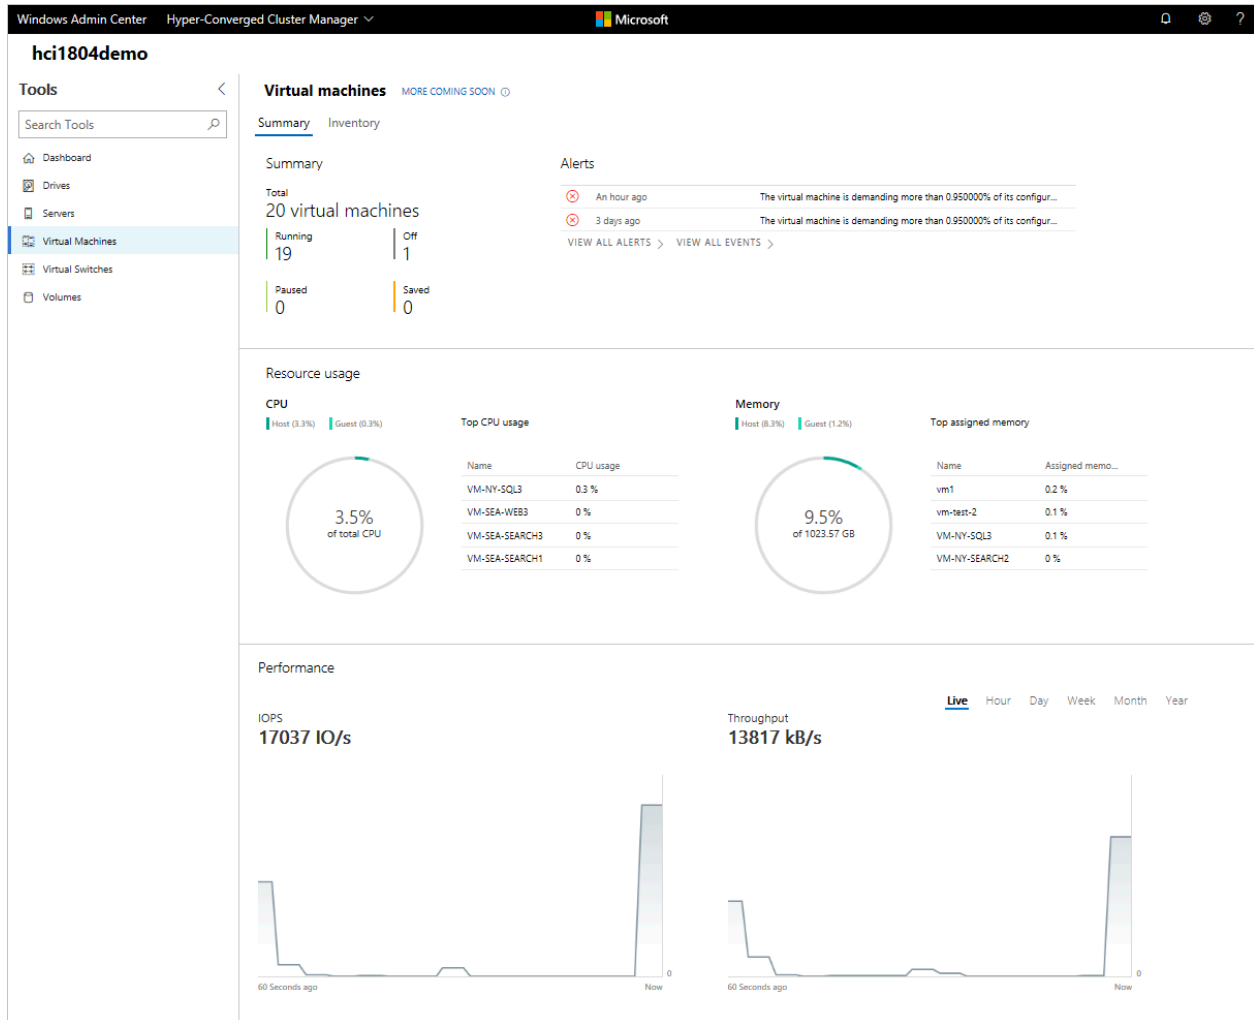 Windows Admin Center Hyper-Converged Cluster Manager Microsoft ?
hci1804demo
Tools
Search Tools
Dashboard
Drives
Servers
Virtual Machines
Virtual Switches
Volumes
Virtual machines MORE COMING SOON
Summary Inventory
Summary
Total
20 virtual machines
Running Off
19 1
Paused Saved
0 0
Alerts
An hour ago The virtual machine is demanding more than 0.950000% of its configur...
3 days ago The virtual machine is demanding more than 0.950000% of its configur...
VIEW ALL ALERTS VIEW ALL EVENTS
Resource usage
CPU
Host (3.3%) Guest (0.3%)
3.5%
of total CPU
Top CPU usage
Name CPU usage
VM-NY-SQL3 0.3 %
VM-SEA-WEB3 0 %
VM-SEA-SEARCH3 0 %
VM-SEA-SEARCH1 0 %
Memory
Host (8.3%) Guest (1.2%)
9.5%
of 1023.57 GB
Top assigned memory
Name Assigned memo...
vm1 0.2 %
vm-test-2 0.1 %
VM-NY-SQL3 0.1 %
VM-NY-SEARCH2 0 %
Performance
Live Hour Day Week Month Year
IOPS
17037 IO/s
0
60 Seconds ago Now
Throughput
13817 kB/s
0
60 Seconds ago Now